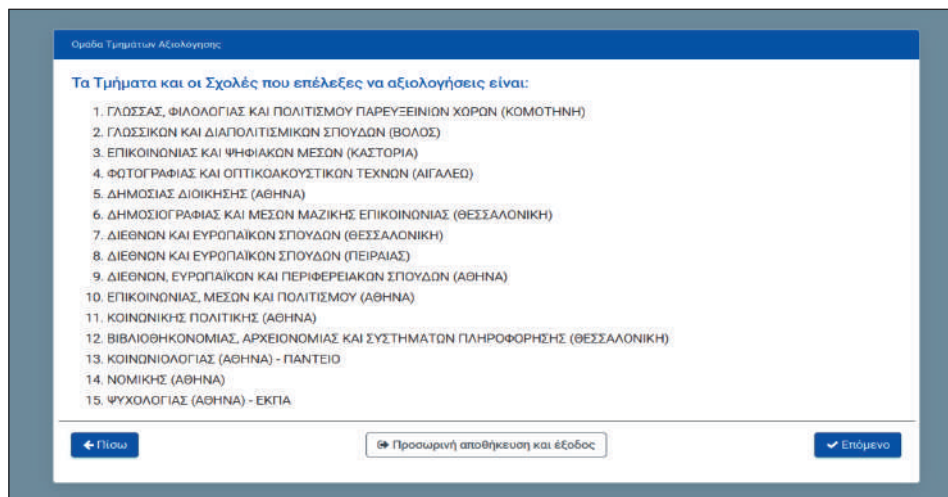 Ομάδα Τμημάτων Αξιολόγησης
Τα Τμήματα και οι Σχολές που επέλεξες να αξιολογήσεις είναι:
1. ΓΛΩΣΣΑΣ, ΦΙΛΟΛΟΓΙΑΣ ΚΑΙ ΠΟΛΙΤΙΣΜΟΥ ΠΑΡΕΥΞΕΙΝΙΩΝ ΧΩΡΩΝ (ΚΟΜΟΤΗΝΗ)
2. ΓΛΩΣΣΙΚΩΝ ΚΑΙ ΔΙΑΠΟΛΙΤΙΣΜΙΚΩΝ ΣΠΟΥΔΩΝ (ΒΟΛΟΣ)
3. ΕΠΙΚΟΙΝΩΝΙΑΣ ΚΑΙ ΨΗΦΙΑΚΩΝ ΜΕΣΩΝ (ΚΑΣΤΟΡΙΑ)
4. ΦΩΤΟΓΡΑΦΙΑΣ ΚΑΙ ΟΠΤΙΚΟΑΚΟΥΣΤΙΚΩΝ ΤΕΧΝΩΝ (ΑΙΓΑΛΕΩ)
5. ΔΗΜΟΣΙΑΣ ΔΙΟΙΚΗΣΗΣ (ΑΘΗΝΑ)
6. ΔΗΜΟΣΙΟΓΡΑΦΙΑΣ ΚΑΙ ΜΕΣΩΝ ΜΑΖΙΚΗΣ ΕΠΙΚΟΙΝΩΝΙΑΣ (ΘΕΣΣΑΛΟΝΙΚΗ)
7. ΔΙΕΘΝΩΝ ΚΑΙ ΕΥΡΩΠΑΪΚΩΝ ΣΠΟΥΔΩΝ (ΘΕΣΣΑΛΟΝΙΚΗ)
8. ΔΙΕΘΝΩΝ ΚΑΙ ΕΥΡΩΠΑΪΚΩΝ ΣΠΟΥΔΩΝ (ΠΕΙΡΑΙΑΣ)
9. ΔΙΕΘΝΩΝ, ΕΥΡΩΠΑΪΚΩΝ ΚΑΙ ΠΕΡΙΦΕΡΕΙΑΚΩΝ ΣΠΟΥΔΩΝ (ΑΘΗΝΑ)
10. ΕΠΙΚΟΙΝΩΝΙΑΣ, ΜΕΣΩΝ ΚΑΙ ΠΟΛΙΤΙΣΜΟΥ (ΑΘΗΝΑ)
11. ΚΟΙΝΩΝΙΚΗΣ ΠΟΛΙΤΙΚΗΣ (ΑΘΗΝΑ)
12. ΒΙΒΛΙΟΘΗΚΟΝΟΜΙΑΣ, ΑΡΧΕΙΟΝΟΜΙΑΣ ΚΑΙ ΣΥΣΤΗΜΑΤΩΝ ΠΛΗΡΟΦΟΡΗΣΗΣ (ΘΕΣΣΑΛΟΝΙΚΗ)
13. ΚΟΙΝΩΝΙΟΛΟΓΙΑΣ (ΑΘΗΝΑ) - ΠΑΝΤΕΙΟ
14. ΝΟΜΙΚΗΣ (ΑΘΗΝΑ)
15. ΨΥΧΟΛΟΓΙΑΣ (ΑΘΗΝΑ) - ΕΚΠΑ
Πίσω Προσωρινή αποθήκευση και έξοδος Επόμενο